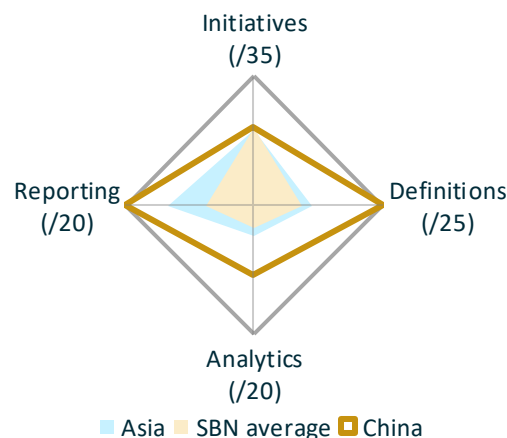 Initiatives
(/35)
Reporting
(/20)
Definitions
(/25)
Analytics
(/20)
Asia SBN average China